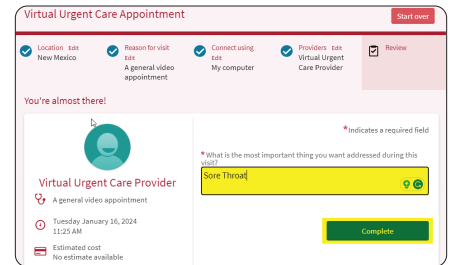 Virtual Urgent Care Appointment
Start over
Location Edit
New Mexico
Reason for visit
Edit
A general video
appointment
Connect using
Edit
My computer
Providers Edit
Virtual Urgent
Care Provider
Review
You're almost there!
*Indicates a required field
*What is the most important thing you want addressed during this
visit?
Sore Throat
Virtual Urgent Care Provider
A general video appointment
Tuesday January 16, 2024
11:25 AM
Complete
Estimated cost
No estimate available